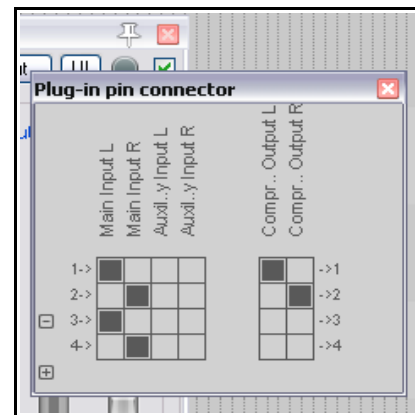 UI
Plug-in pin connector
Main Input L
Main Input R
Auxil..y Input L
Auxil..y Input R
Compr.. Output L
Compr.. Output R
1-> ->1
2-> ->2
3-> ->3
4-> ->4